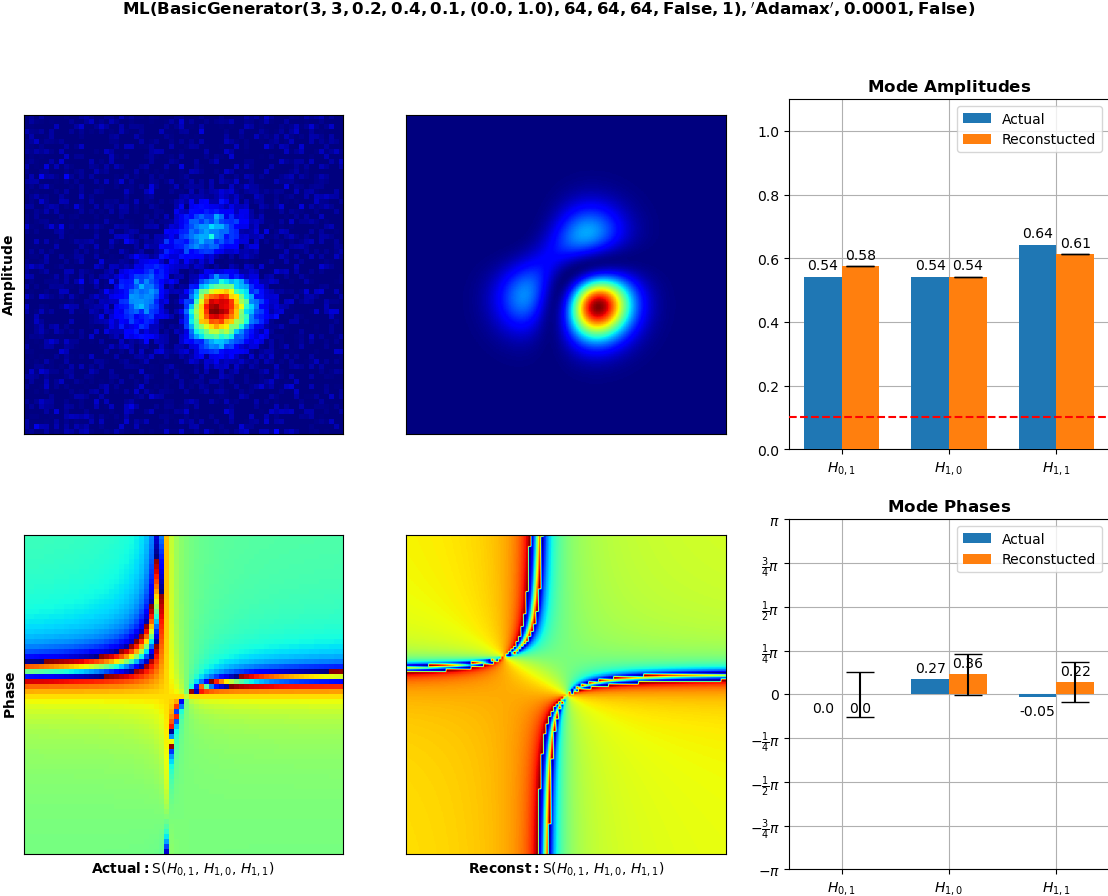 ML(BasicGenerator(3, 3, 0.2, 0.4, 0.1, (0.0, 1.0), 64, 64, 64, False, 1), 'Adamax', 0.0001, False)
Mode Amplitudes
Actual
Reconstucted
1.0
0.8
0.6
0.4
0.2
0.0
0.54
0.58
0.54
0.54
0.64
0.61
H0,1
H1,0
H1,1
Amplitude
Mode Phases
Actual
Reconstucted
π
3/4π
1/2π
1/4π
0
−1/4π
−1/2π
−3/4π
−π
0.0
0.0
0.27
0.36
-0.05
0.22
H0,1
H1,0
H1,1
Phase
Actual: S(H0,1, H1,0, H1,1)
Reconst: S(H0,1, H1,0, H1,1)